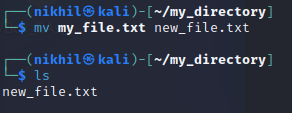 ┌──(nikhil㉿kali)-[~/my_directory]
└─$ mv my_file.txt new_file.txt
┌──(nikhil㉿kali)-[~/my_directory]
└─$ ls
new_file.txt